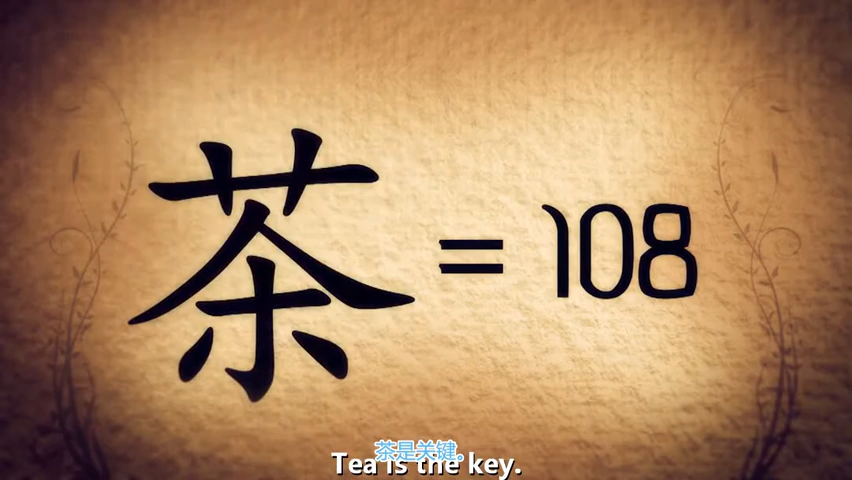 茶 = 108
茶是关键。
Tea is the key.